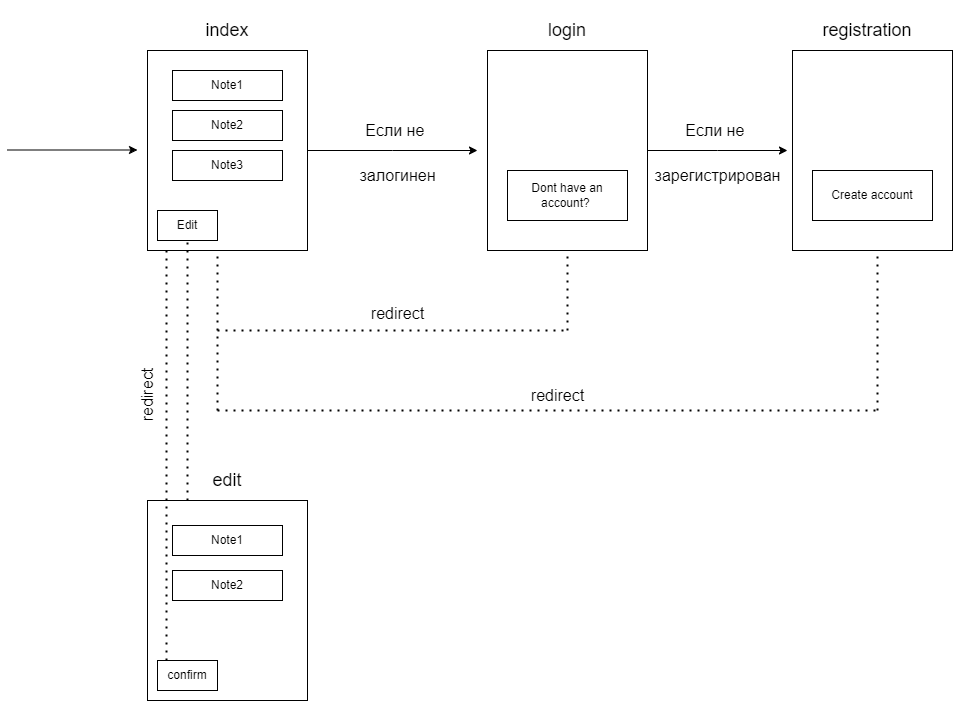 index
login
registration
Note1
Note2
Note3
Edit
Если не
залогинен
Dont have an
account?
Если не
зарегистрирован
Create account
redirect
redirect
redirect
edit
Note1
Note2
confirm